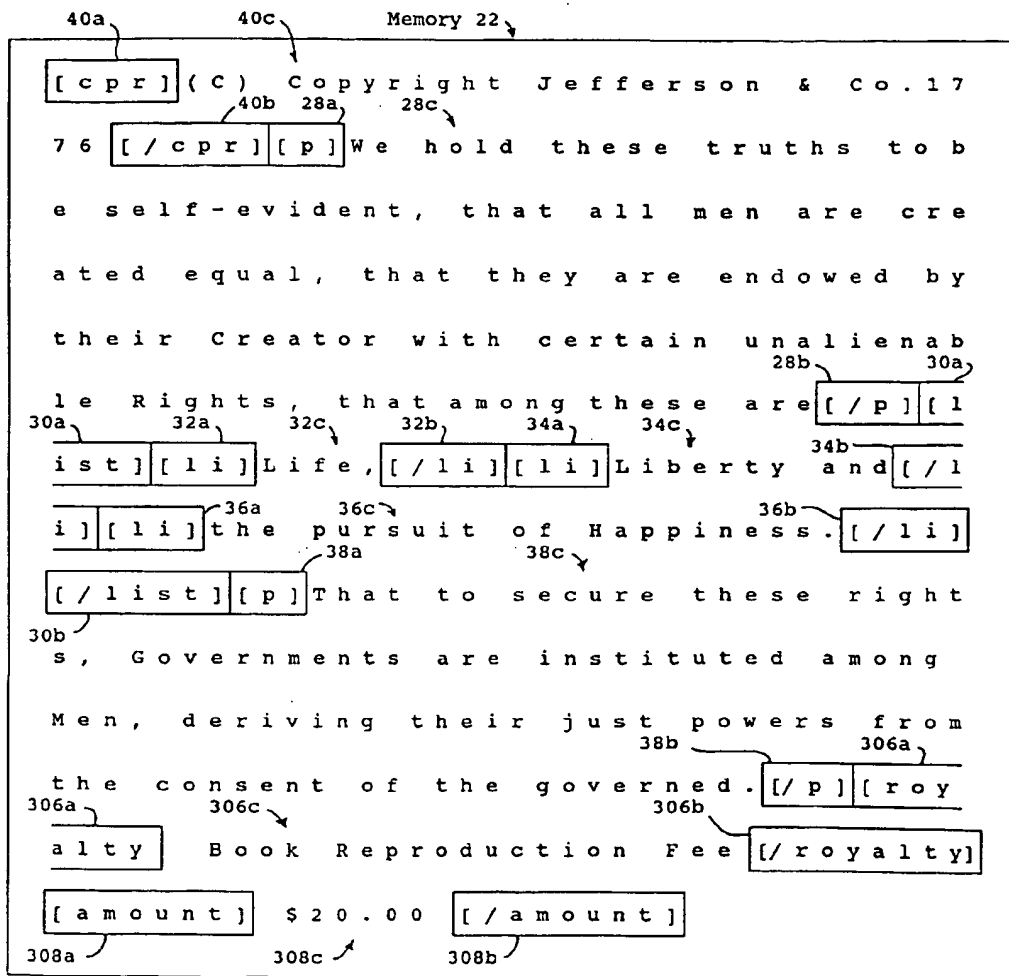 40a 40c Memory 22
[cpr](C) Copyright Jefferson & Co.17
40b 28a 28c
76 [/cpr][p]We hold these truths to b
e self-evident, that all men are cre
ated equal, that they are endowed by
their Creator with certain unalienab
28b 30a
le Rights, that among these are[/p][l
30a 32a 32c 32b 34a 34c 34b
ist][li]Life,[/li][li]Liberty and[/l
36a 36c 36b
i][li]the pursuit of Happiness.[/li]
38a 38c
[/list][p]That to secure these right
30b
s, Governments are instituted among
Men, deriving their just powers from
38b 306a
the consent of the governed.[/p][roy
306a 306c 306b
alty Book Reproduction Fee[/royalty]
[amount] $20.00 [/amount]
308a 308c 308b